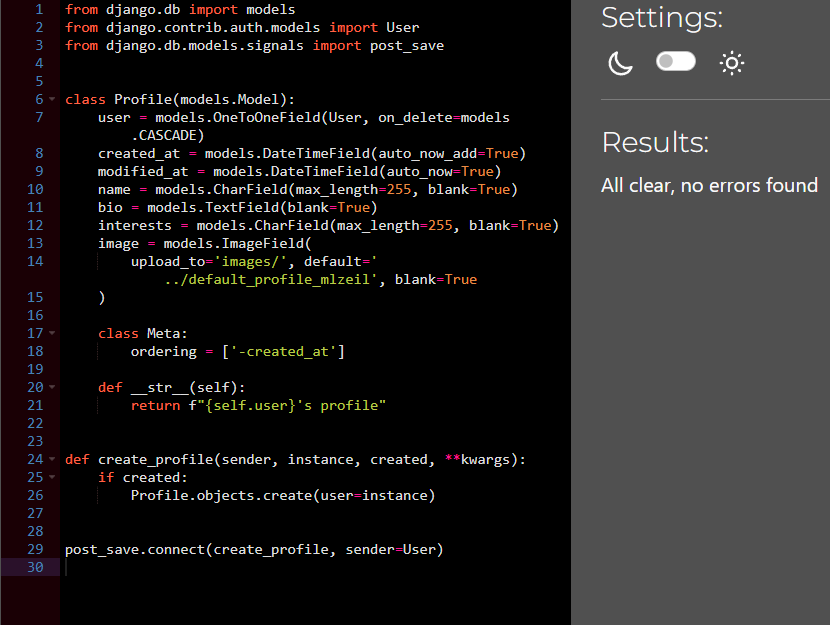 1 from django.db import models
2 from django.contrib.auth.models import User
3 from django.db.models.signals import post_save
4
5
6 class Profile(models.Model):
7     user = models.OneToOneField(User, on_delete=models
        .CASCADE)
8     created_at = models.DateTimeField(auto_now_add=True)
9     modified_at = models.DateTimeField(auto_now=True)
10     name = models.CharField(max_length=255, blank=True)
11     bio = models.TextField(blank=True)
12     interests = models.CharField(max_length=255, blank=True)
13     image = models.ImageField(
14         upload_to='images/', default='
            ../default_profile_mlzeil', blank=True
15     )
16
17     class Meta:
18         ordering = ['-created_at']
19
20     def __str__(self):
21         return f"{self.user}'s profile"
22
23
24 def create_profile(sender, instance, created, **kwargs):
25     if created:
26         Profile.objects.create(user=instance)
27
28
29 post_save.connect(create_profile, sender=User)
30
Settings:
Results:
All clear, no errors found